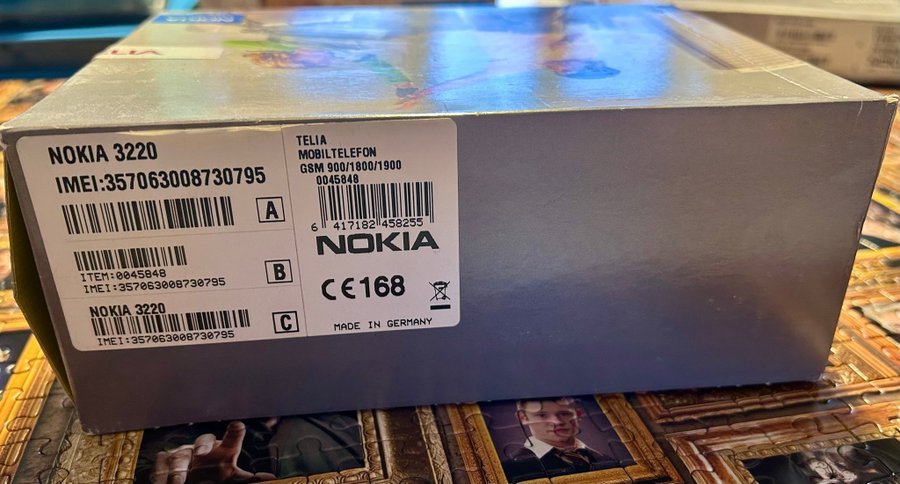 LIA
NOKIA 3220
IMEI:357063008730795
A
ITEM:0045848
IMEI:357063008730795
B
NOKIA 3220
IMEI:357063008730795
C
TELIA
MOBILTELEFON
GSM 900/1800/1900
0045848
6 417182 458255
NOKIA
CE168
MADE IN GERMANY